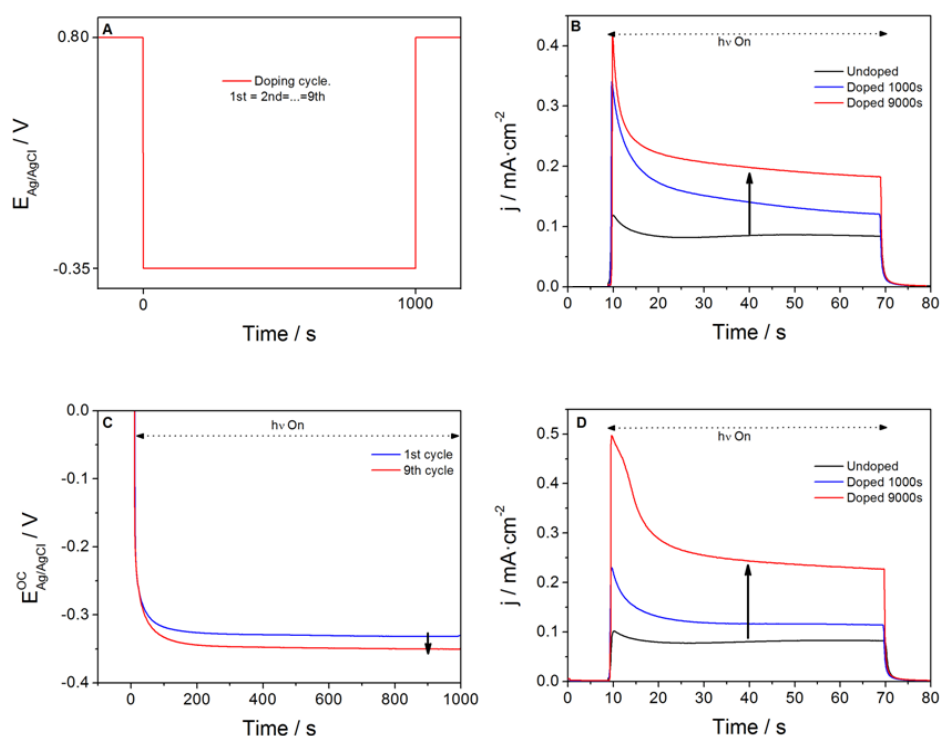 A
0.80
-0.35
E Ag/AgCl / V
Doping cycle.
1st = 2nd=...=9th
0
1000
Time / s
B
hν On
Undoped
Doped 1000s
Doped 9000s
j / mA·cm-2
0.4
0.3
0.2
0.1
0.0
0 10 20 30 40 50 60 70 80
Time / s
C
hν On
1st cycle
9th cycle
E OC Ag/AgCl / V
0.0
-0.1
-0.2
-0.3
-0.4
0 200 400 600 800 1000
Time / s
D
hν On
Undoped
Doped 1000s
Doped 9000s
j / mA·cm-2
0.5
0.4
0.3
0.2
0.1
0.0
0 10 20 30 40 50 60 70 80
Time / s